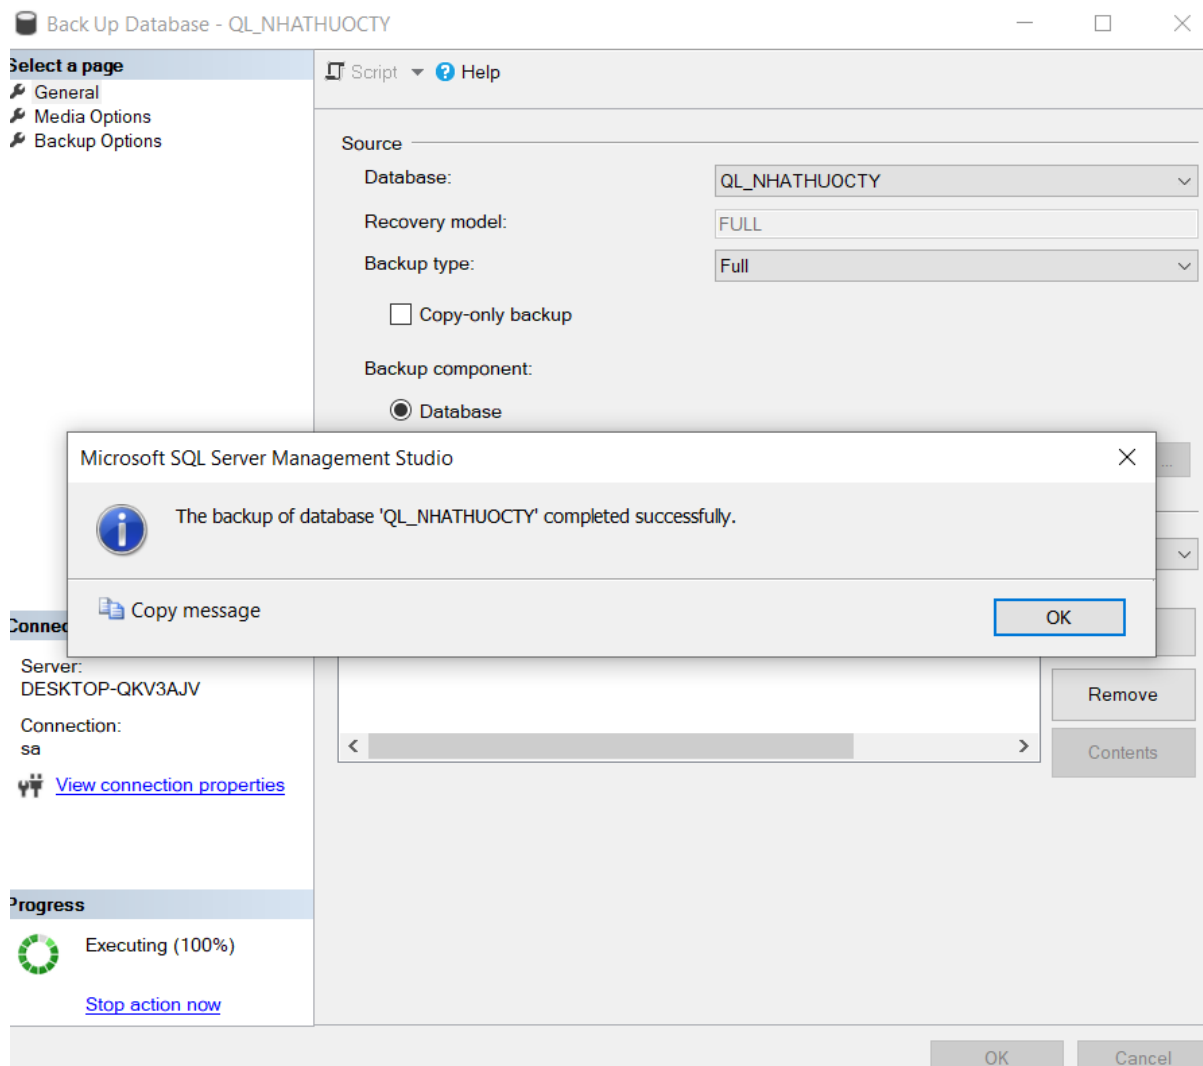 Back Up Database - QL_NHATHUOCTY
Select a page
General
Media Options
Backup Options
Script
Help
Source
Database:
QL_NHATHUOCTY
Recovery model:
FULL
Backup type:
Full
Copy-only backup
Backup component:
Database
...
Microsoft SQL Server Management Studio
The backup of database 'QL_NHATHUOCTY' completed successfully.
Copy message
OK
Server:
DESKTOP-QKV3AJV
Connection:
sa
View connection properties
Remove
Contents
Progress
Executing (100%)
Stop action now
OK
Cancel